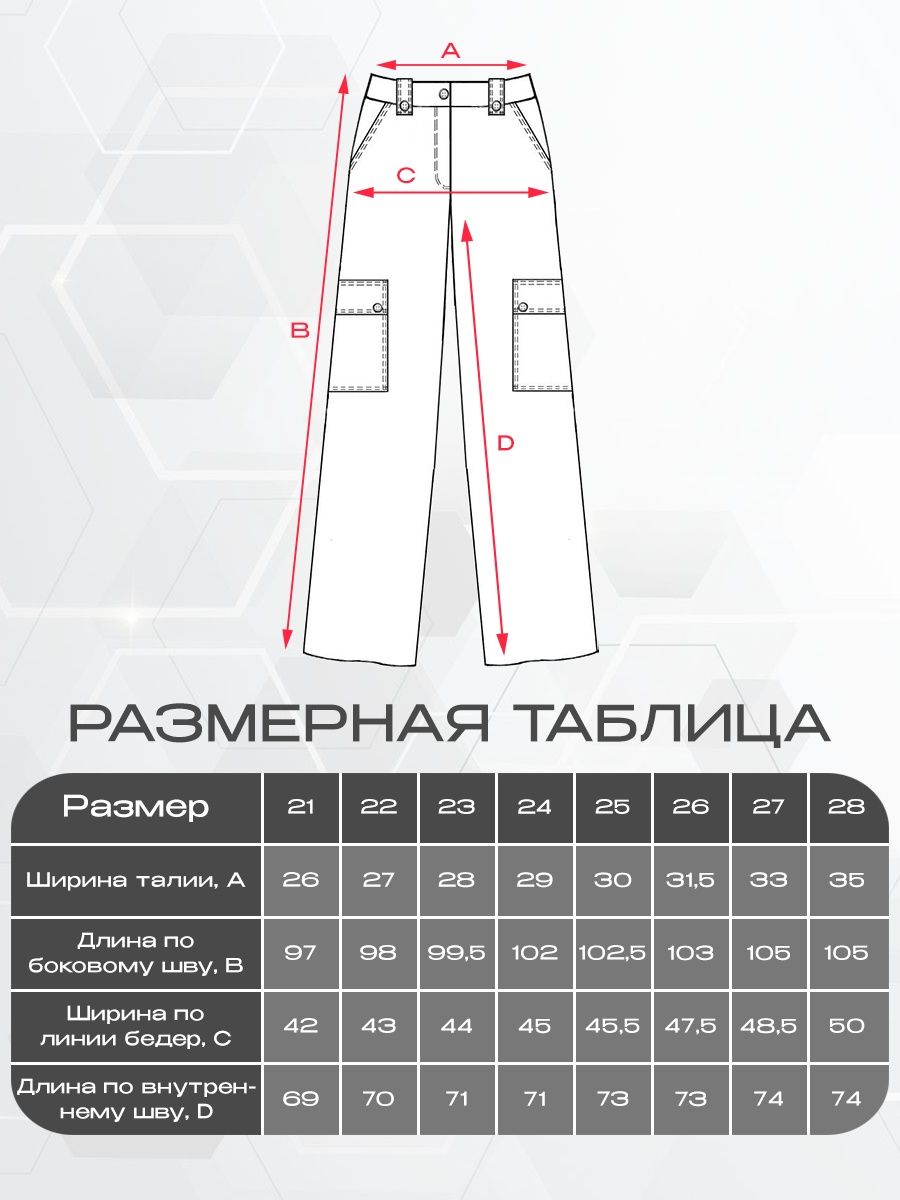 A
C
B
D
РАЗМЕРНАЯ ТАБЛИЦА
Размер 21 22 23 24 25 26 27 28
Ширина талии, А 26 27 28 29 30 31,5 33 35
Длина по
боковому шву, В 97 98 99,5 102 102,5 103 105 105
Ширина по
линии бедер, С 42 43 44 45 45,5 47,5 48,5 50
Длина по внутрен-
нему шву, D 69 70 71 71 73 73 74 74